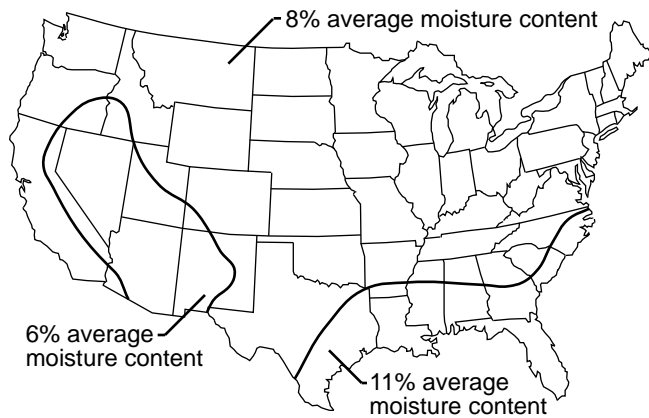 8% average moisture content
6% average
moisture content
11% average
moisture content